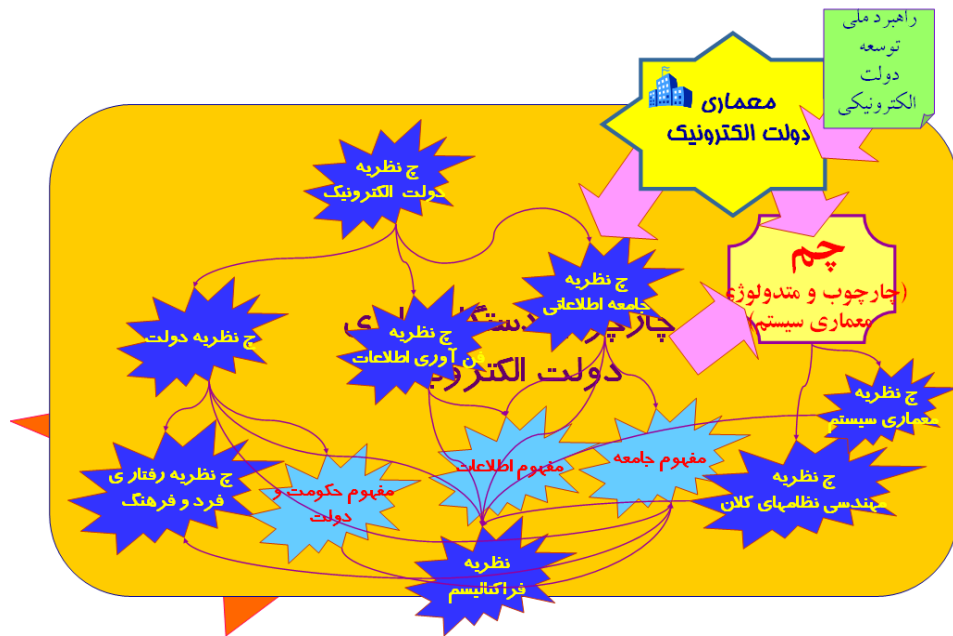 راهبرد ملی
توسعه
دولت
الکترونیکی
معماری
دولت الکترونیک
چ نظریه
دولت الکترونیک
چم
(چارچوب و متدولوژی
معماری سیستم)
چ نظریه
جامعه اطلاعاتی
چ نظریه دولت
چ نظریه
فن آوری اطلاعات
دولت
چ نظریه
معماری سیستم
چ نظریه رفتاری
فرد و فرهنگ
مفهوم حکومت و
دولت
مفهوم اطلاعات
مفهوم جامعه
چ نظریه
مهندسی نظامهای کلان
نظریه
فراکتالیسم